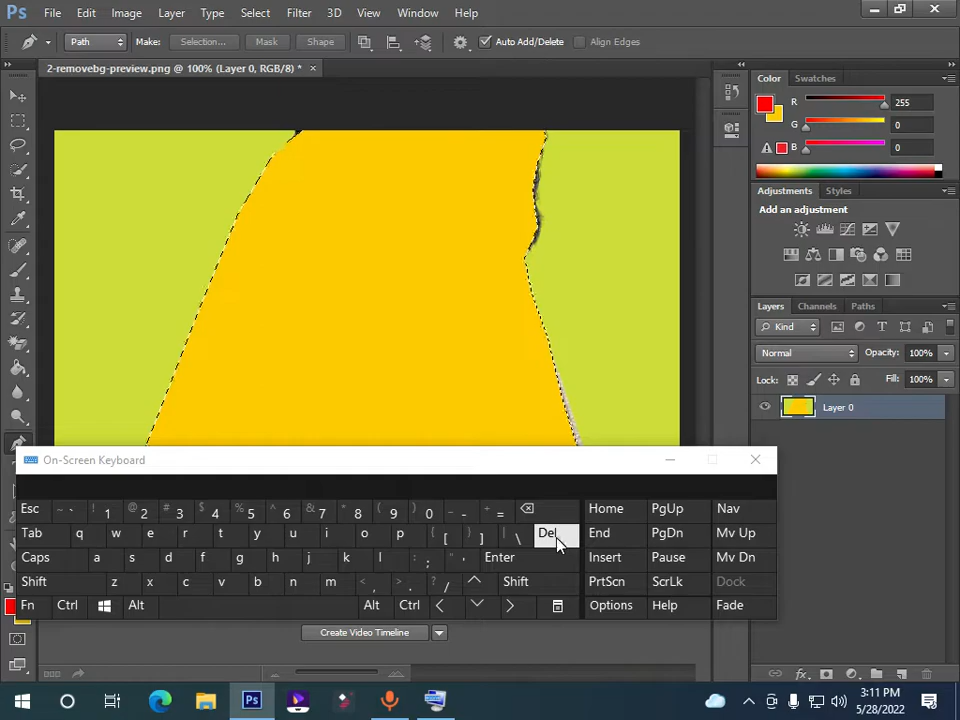 Ps File Edit Image Layer Type Select Filter 3D View Window Help
Path Make: Selection... Mask Shape Auto Add/Delete Align Edges
2-removebg-preview.png @ 100% (Layer 0, RGB/8) * ×
Color Swatches
R 255
G 0
B 0
Adjustments Styles
Add an adjustment
Layers Channels Paths
Kind
Normal Opacity: 100%
Lock: Fill: 100%
Layer 0
On-Screen Keyboard
Esc ~ ` ! 1 @ 2 # 3 $ 4 % 5 ^ 6 & 7 * 8 ( 9 ) 0 _ - + = Home PgUp Nav
Tab q w e r t y u i o p { [ } ] | \ Del End PgDn Mv Up
Caps a s d f g h j k l : ; " ' Enter Insert Pause Mv Dn
Shift z x c v b n m < , > . ? / Shift PrtScn ScrLk Dock
Fn Ctrl Alt Alt Ctrl Options Help Fade
Create Video Timeline
Ps
3:11 PM
5/28/2022